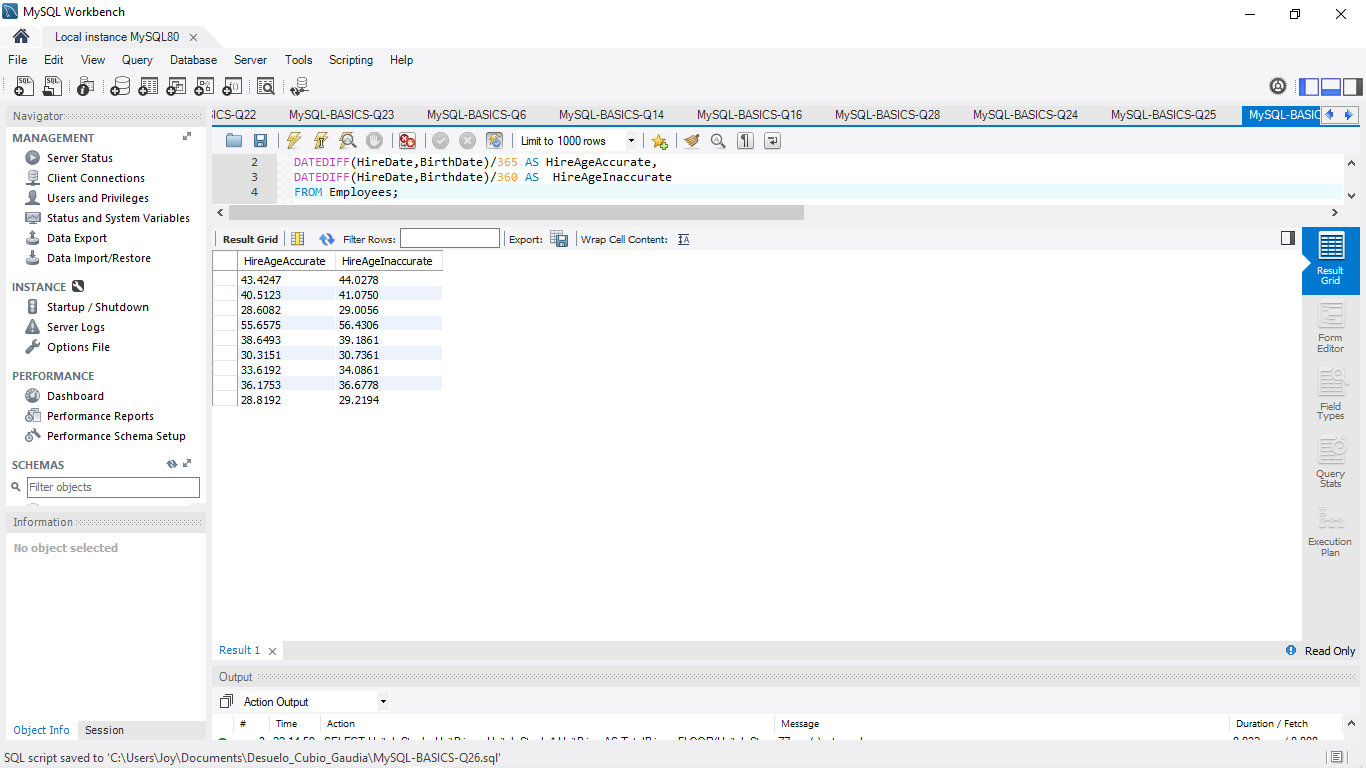 MySQL Workbench
Local instance MySQL80
File Edit View Query Database Server Tools Scripting Help
Navigator
MANAGEMENT
Server Status
Client Connections
Users and Privileges
Status and System Variables
Data Export
Data Import/Restore
INSTANCE
Startup / Shutdown
Server Logs
Options File
PERFORMANCE
Dashboard
Performance Reports
Performance Schema Setup
SCHEMAS
Filter objects
Information
No object selected
Object Info Session
ICS-Q22 MySQL-BASICS-Q23 MySQL-BASICS-Q6 MySQL-BASICS-Q14 MySQL-BASICS-Q16 MySQL-BASICS-Q28 MySQL-BASICS-Q24 MySQL-BASICS-Q25 MySQL-BASIC
Limit to 1000 rows
2 DATEDIFF(HireDate,BirthDate)/365 AS HireAgeAccurate,
3 DATEDIFF(HireDate,Birthdate)/360 AS HireAgeInaccurate
4 FROM Employees;
Result Grid Filter Rows: Export: Wrap Cell Content:
HireAgeAccurate HireAgeInaccurate
43.4247 44.0278
40.5123 41.0750
28.6082 29.0056
55.6575 56.4306
38.6493 39.1861
30.3151 30.7361
33.6192 34.0861
36.1753 36.6778
28.8192 29.2194
Result Grid
Form Editor
Field Types
Query Stats
Execution Plan
Result 1
Read Only
Output
Action Output
# Time Action Message Duration / Fetch
SQL script saved to 'C:\Users\Joy\Documents\Desuelo_Cubio_Gaudia\MySQL-BASICS-Q26.sql'